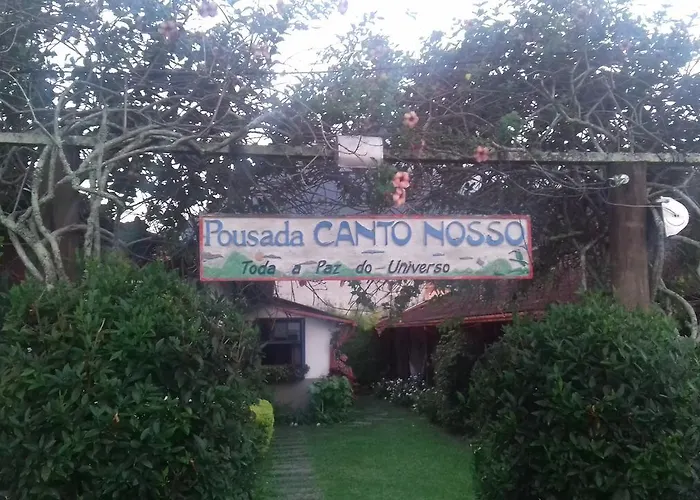 Pousada CANTO NOSSO
Toda a Paz do Universo